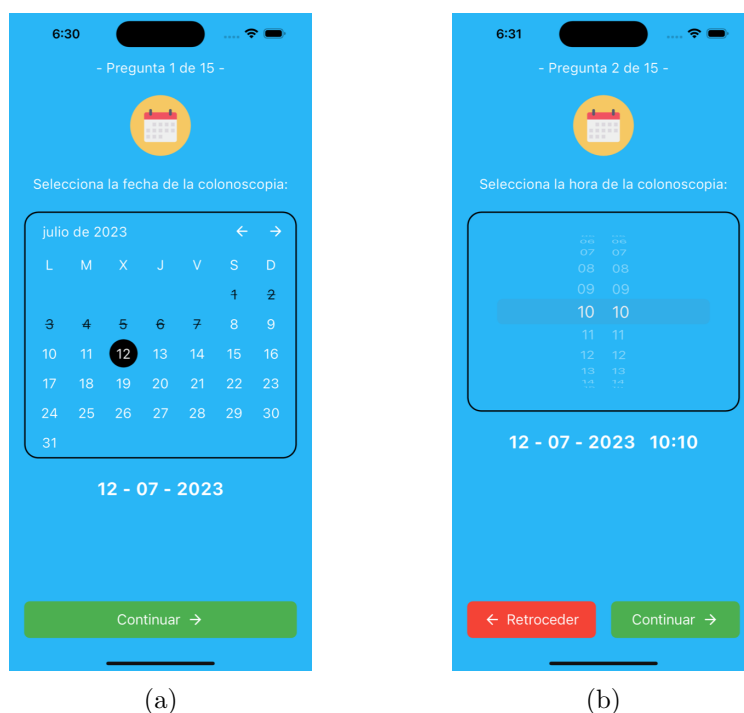 6:30
- Pregunta 1 de 15 -
Selecciona la fecha de la colonoscopia:
julio de 2023 ← →
L M X J V S D
1 2
3 4 5 6 7 8 9
10 11 12 13 14 15 16
17 18 19 20 21 22 23
24 25 26 27 28 29 30
31
12 - 07 - 2023
Continuar →
(a)
6:31
- Pregunta 2 de 15 -
Selecciona la hora de la colonoscopia:
06 06
07 07
08 08
09 09
10 10
11 11
12 12
13 13
14 14
12 - 07 - 2023 10:10
← Retroceder Continuar →
(b)